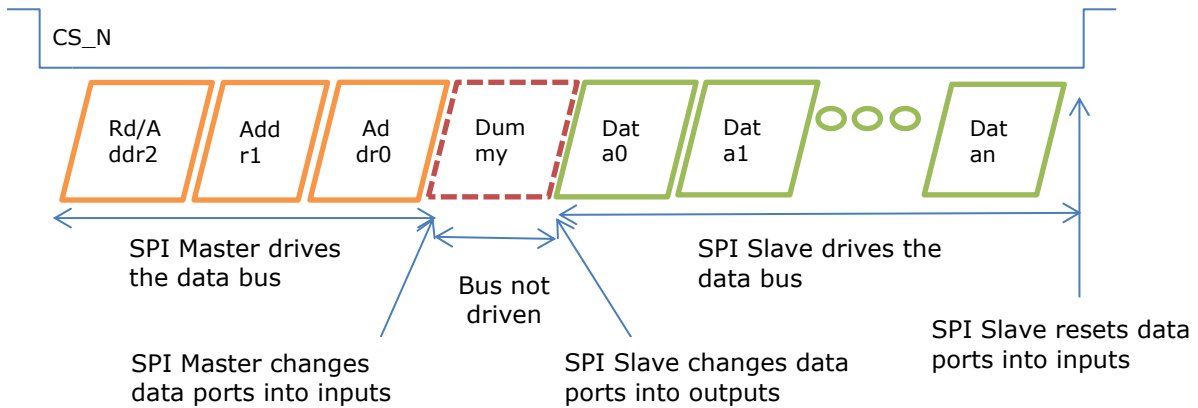 CS_N
Rd/A
ddr2
Add
r1
Ad
dr0
Dum
my
Dat
a0
Dat
a1
Dat
an
SPI Master drives
the data bus
Bus not
driven
SPI Slave drives the
data bus
SPI Master changes
data ports into inputs
SPI Slave changes data
ports into outputs
SPI Slave resets data
ports into inputs